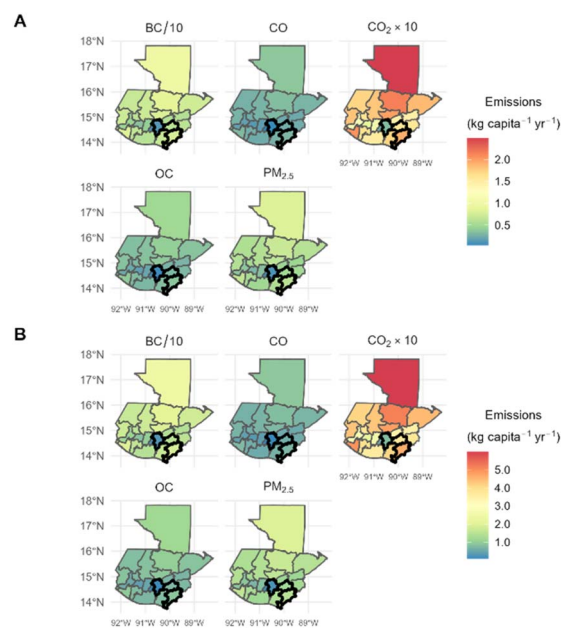 A
BC/10 CO CO₂ × 10
18°N
17°N
16°N
15°N
14°N
92°W 91°W 90°W 89°W
OC PM₂.₅
18°N
17°N
16°N
15°N
14°N
92°W 91°W 90°W 89°W 92°W 91°W 90°W 89°W
Emissions
(kg capita⁻¹ yr⁻¹)
2.0
1.5
1.0
0.5
B
BC/10 CO CO₂ × 10
18°N
17°N
16°N
15°N
14°N
92°W 91°W 90°W 89°W
OC PM₂.₅
18°N
17°N
16°N
15°N
14°N
92°W 91°W 90°W 89°W 92°W 91°W 90°W 89°W
Emissions
(kg capita⁻¹ yr⁻¹)
5.0
4.0
3.0
2.0
1.0